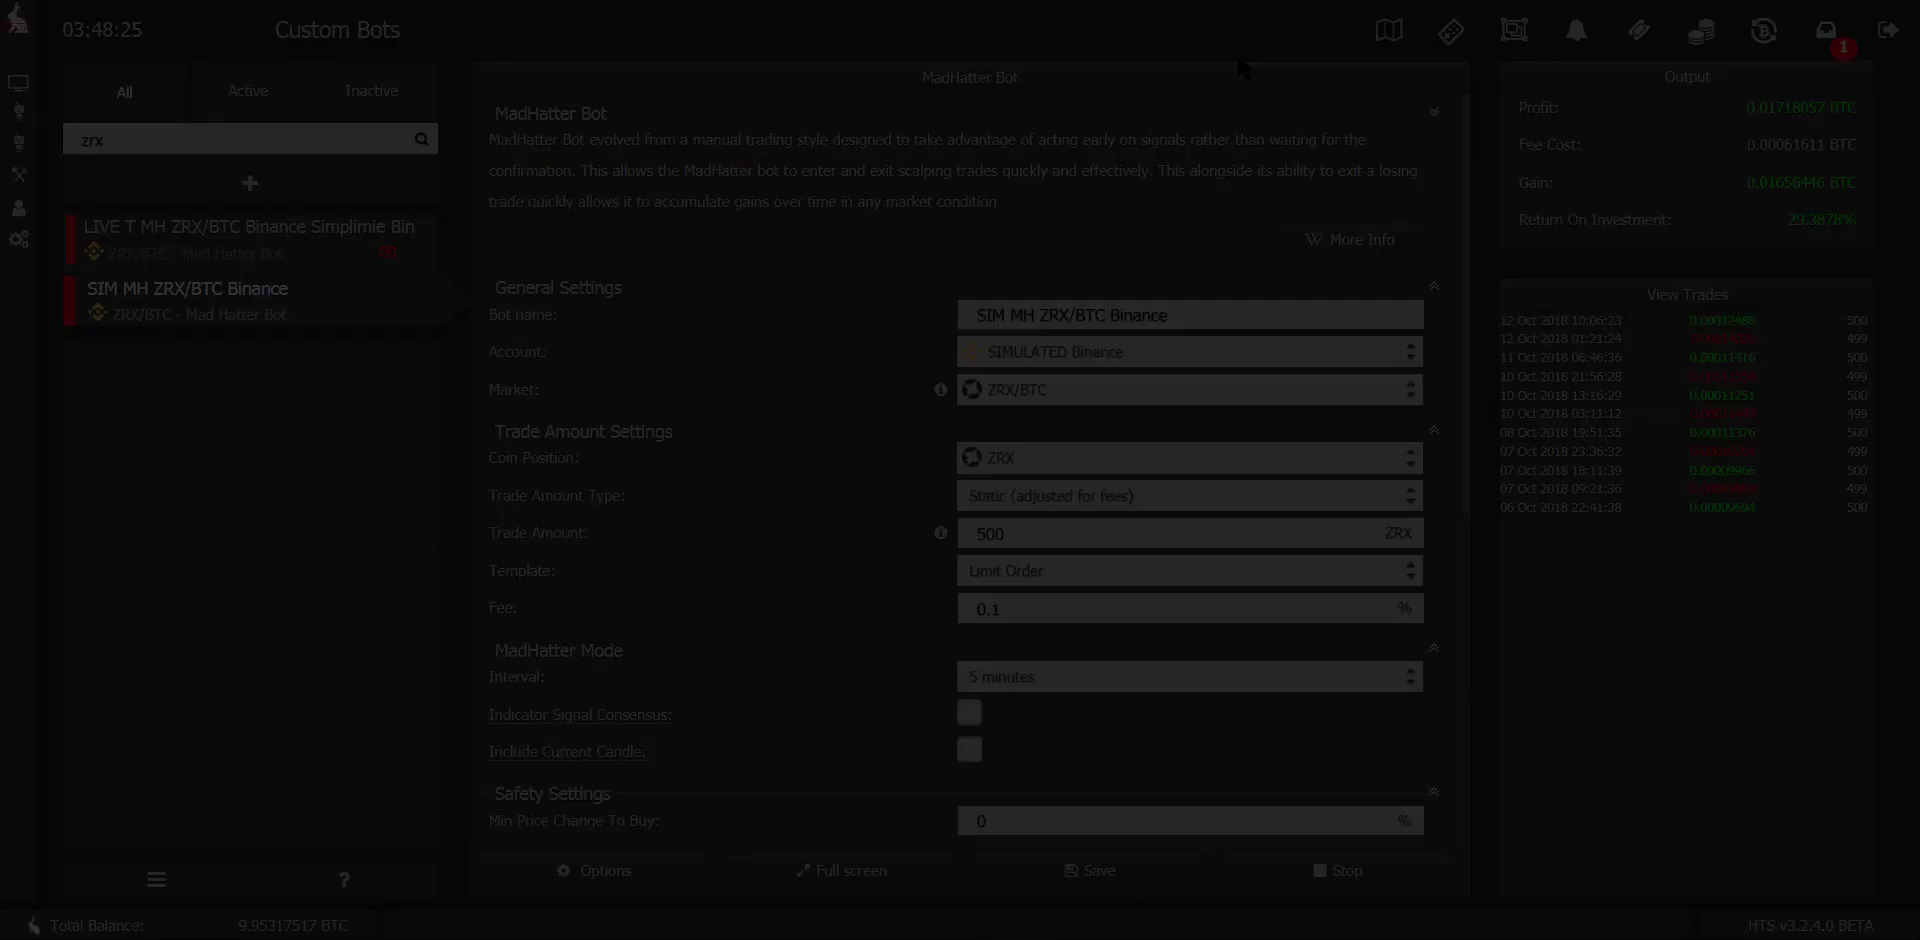 03:48:25
Custom Bots
1
All
Active
Inactive
zrx
LIVE T MH ZRX/BTC Binance Simplimie Bin
ZRX/BTC - Mad Hatter Bot
SIM MH ZRX/BTC Binance
ZRX/BTC - Mad Hatter Bot
MadHatter Bot
MadHatter Bot
MadHatter Bot evolved from a manual trading style designed to take advantage of acting early on signals rather than waiting for the
confirmation. This allows the MadHatter bot to enter and exit scalping trades quickly and effectively. This alongside its ability to exit a losing
trade quickly allows it to accumulate gains over time in any market condition
W More Info
General Settings
Bot name: SIM MH ZRX/BTC Binance
Account: SIMULATED Binance
Market: ZRX/BTC
Trade Amount Settings
Coin Position: ZRX
Trade Amount Type: Static (adjusted for fees)
Trade Amount: 500 ZRX
Template: Limit Order
Fee: 0.1 %
MadHatter Mode
Interval: 5 minutes
Indicator Signal Consensus:
Include Current Candle:
Safety Settings
Min Price Change To Buy: 0 %
Options
Full screen
Save
Stop
Output
Profit: 0.01718057 BTC
Fee Cost: 0.00061611 BTC
Gain: 0.01656446 BTC
Return On Investment: 29.3878%
View Trades
12 Oct 2018 10:06:23 0.00012488 500
12 Oct 2018 01:21:24 499
11 Oct 2018 06:46:36 0.00011416 500
10 Oct 2018 21:56:28 499
10 Oct 2018 13:16:29 0.00011251 500
10 Oct 2018 03:11:12 499
08 Oct 2018 19:51:35 0.00011376 500
07 Oct 2018 23:36:32 499
07 Oct 2018 18:11:39 0.00009966 500
07 Oct 2018 09:21:36 499
06 Oct 2018 22:41:38 0.00009694 500
?
Total Balance: 9.95317517 BTC
HTS v3.2.4.0 BETA